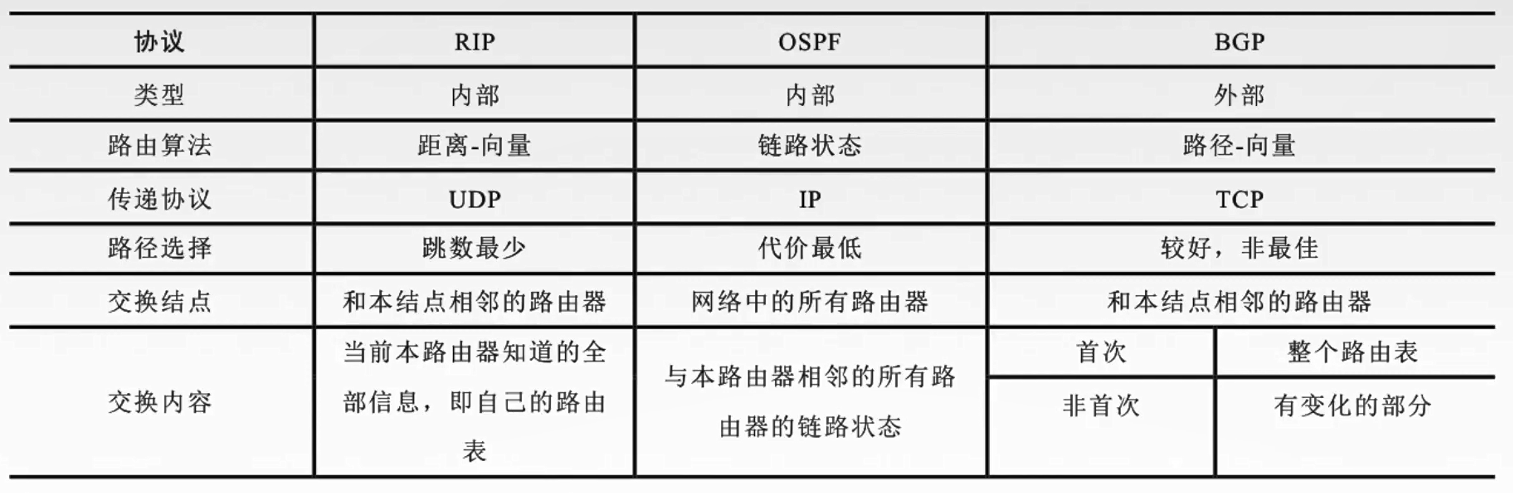 协议 RIP OSPF BGP
类型 内部 内部 外部
路由算法 距离-向量 链路状态 路径-向量
传递协议 UDP IP TCP
路径选择 跳数最少 代价最低 较好，非最佳
交换结点 和本结点相邻的路由器 网络中的所有路由器 和本结点相邻的路由器
交换内容
当前本路由器知道的全
部信息，即自己的路由
表
与本路由器相邻的所有路
由器的链路状态
首次 整个路由表
非首次 有变化的部分